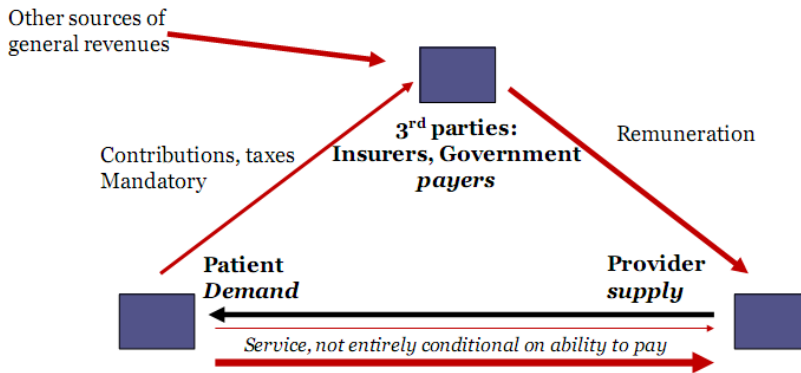 Other sources of
general revenues
3rd parties:
Insurers, Government
payers
Contributions, taxes
Mandatory
Remuneration
Patient
Demand
Provider
supply
Service, not entirely conditional on ability to pay